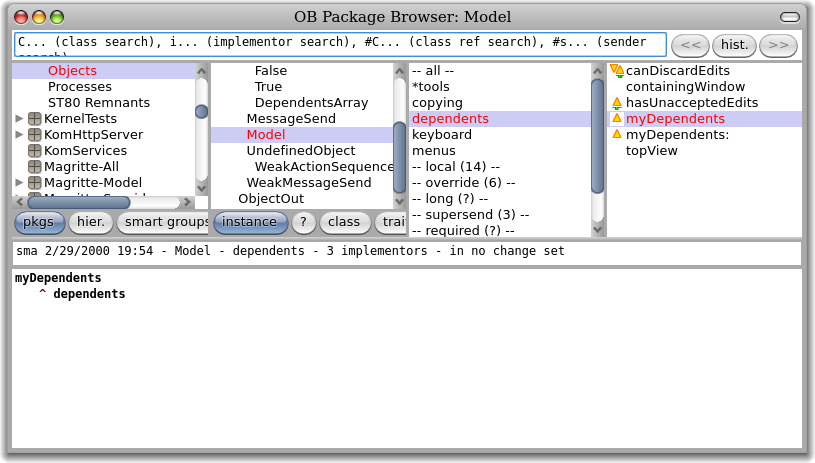 OB Package Browser: Model
C... (class search), i... (implementor search), #C... (class ref search), #s... (sender
search)
<< hist. >>
Objects
Processes
ST80 Remnants
KernelTests
KomHttpServer
KomServices
Magritte-All
Magritte-Model
False
True
DependentsArray
MessageSend
Model
UndefinedObject
WeakActionSequence
WeakMessageSend
ObjectOut
-- all --
*tools
copying
dependents
keyboard
menus
-- local (14) --
-- override (6) --
-- long (?) --
-- supersend (3) --
-- required (?) --
canDiscardEdits
containingWindow
hasUnacceptedEdits
myDependents
myDependents:
topView
pkgs hier. smart groups instance ? class trai
sma 2/29/2000 19:54 - Model - dependents - 3 implementors - in no change set
myDependents
^ dependents